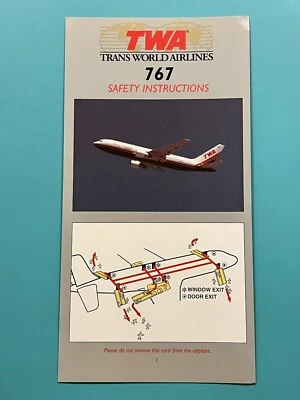 TWA
TRANS WORLD AIRLINES
767
SAFETY INSTRUCTIONS
TWA
WINDOW EXIT
DOOR EXIT
Please do not remove this card from the airplane.
1